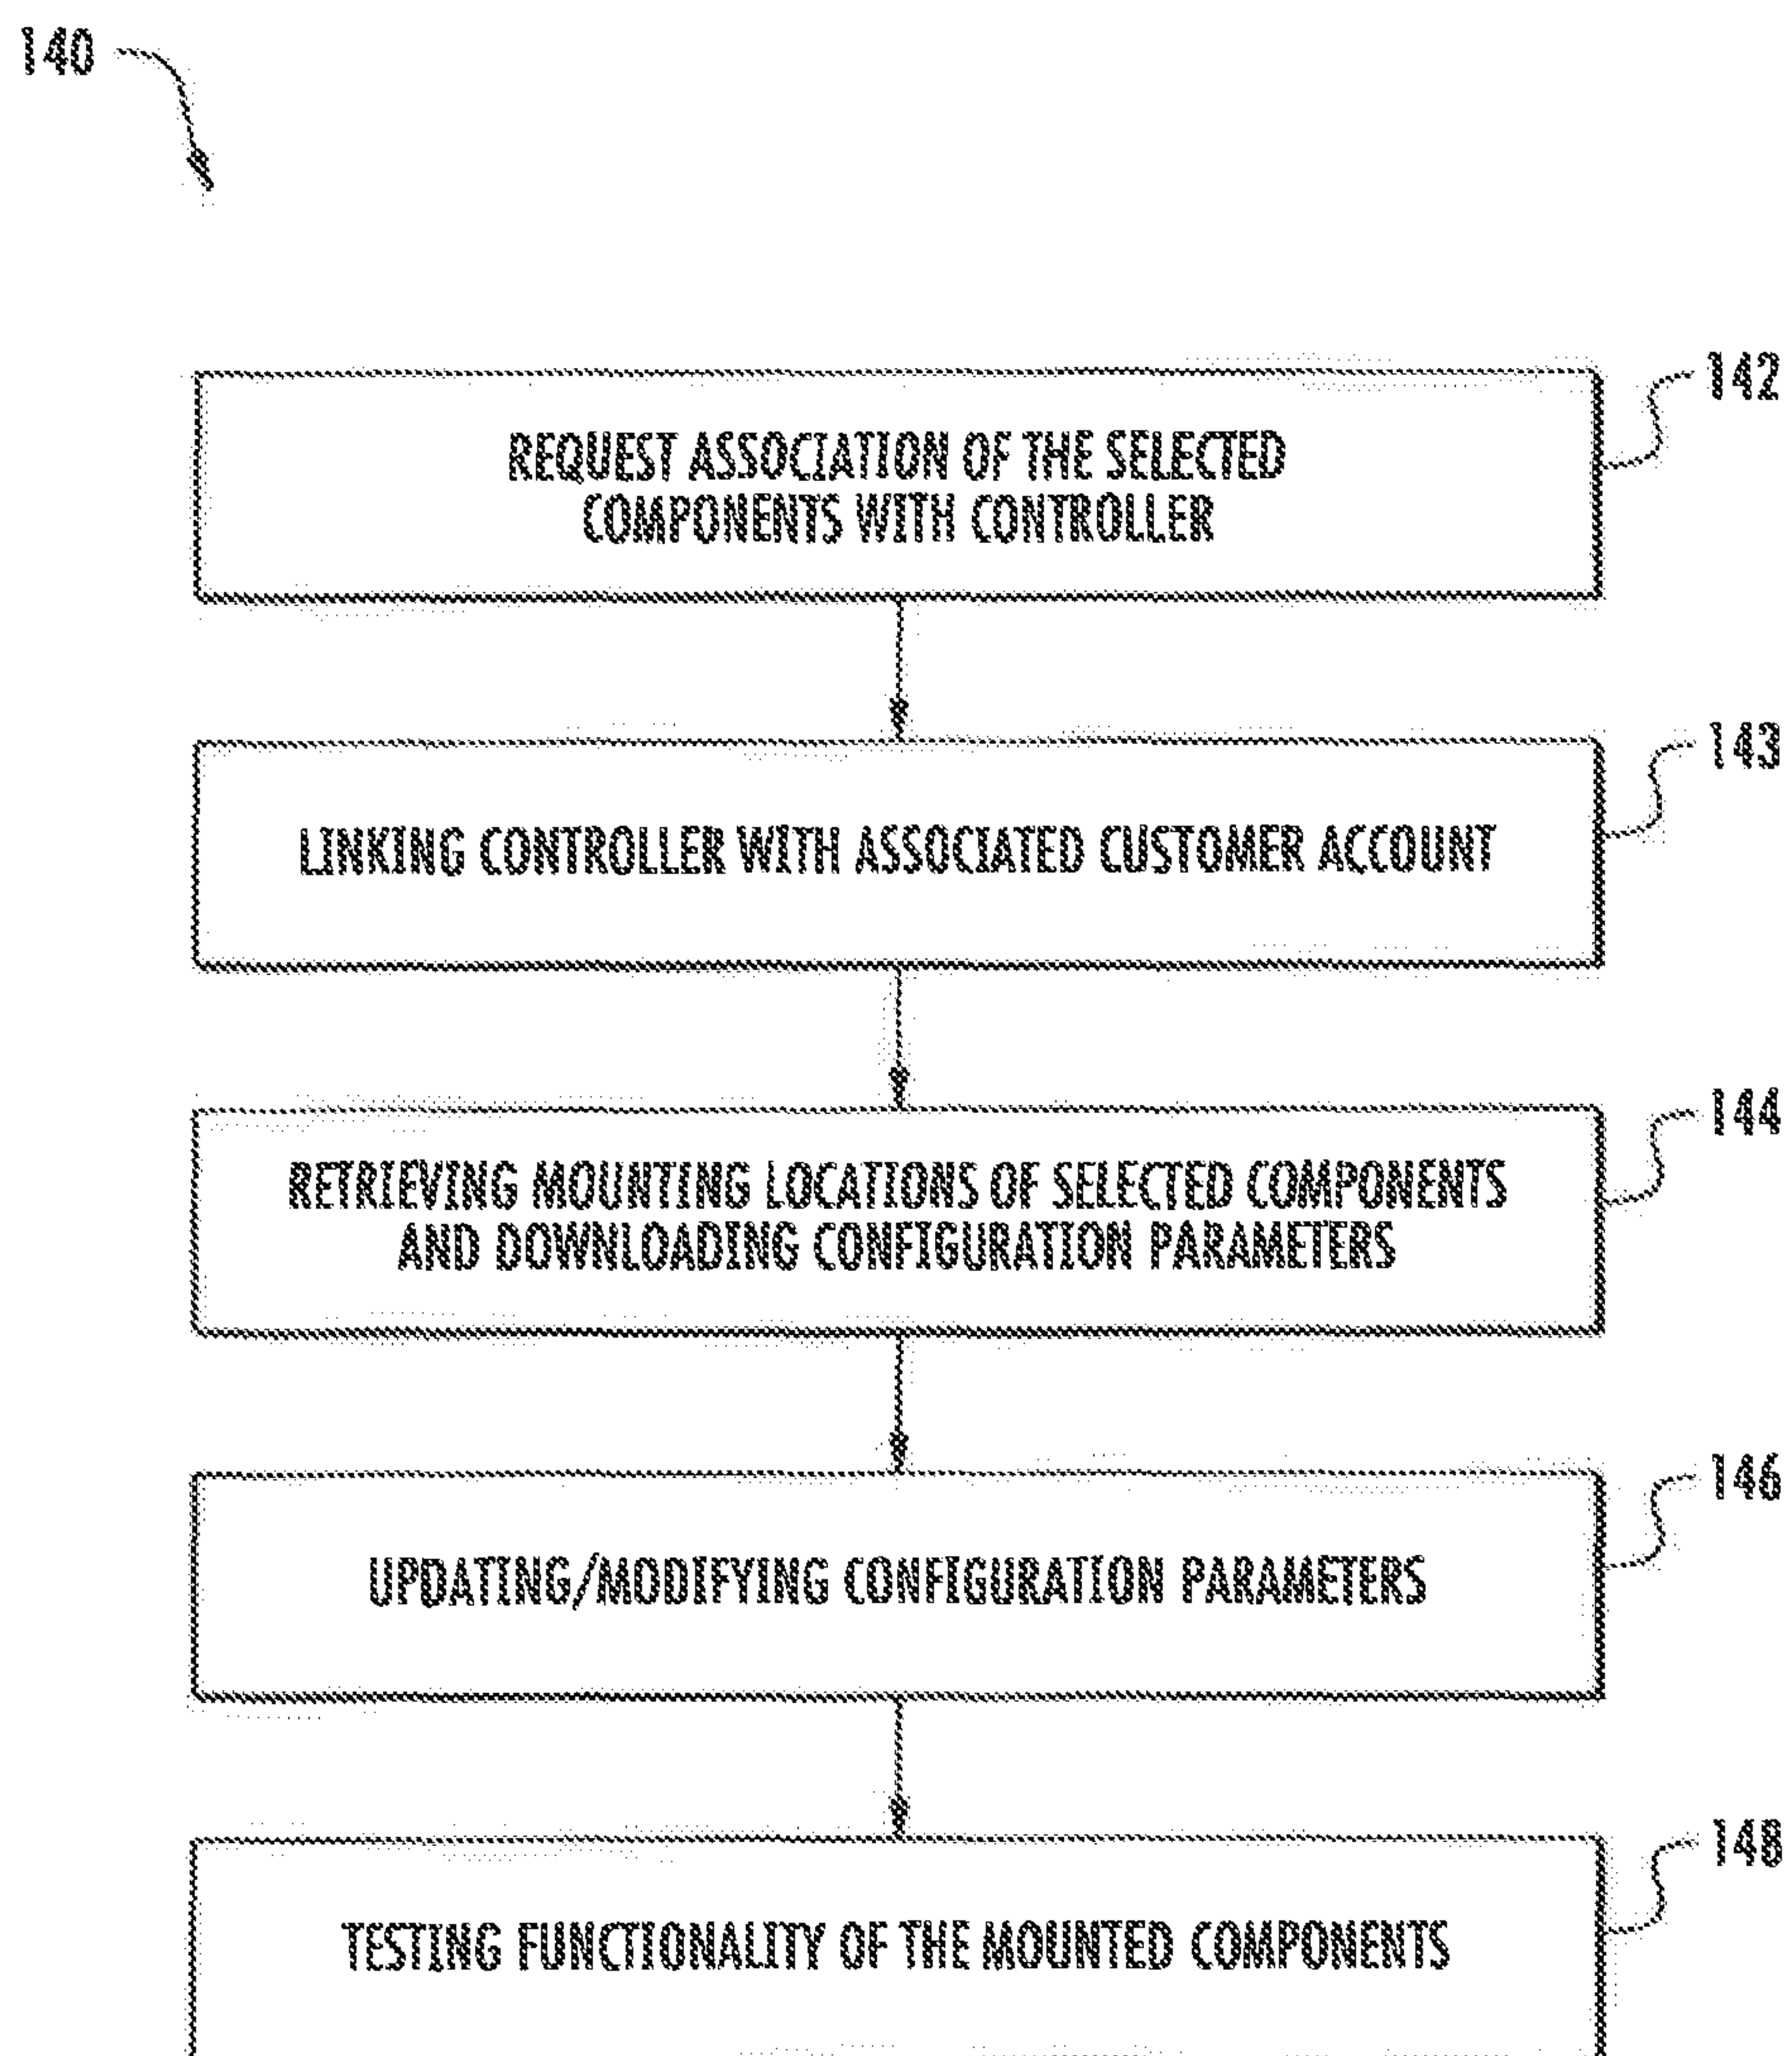 140
142
REQUEST ASSOCIATION OF THE SELECTED
COMPONENTS WITH CONTROLLER
143
LINKING CONTROLLER WITH ASSOCIATED CUSTOMER ACCOUNT
144
RETRIEVING MOUNTING LOCATIONS OF SELECTED COMPONENTS
AND DOWNLOADING CONFIGURATION PARAMETERS
146
UPDATING/MODIFYING CONFIGURATION PARAMETERS
148
TESTING FUNCTIONALITY OF THE MOUNTED COMPONENTS